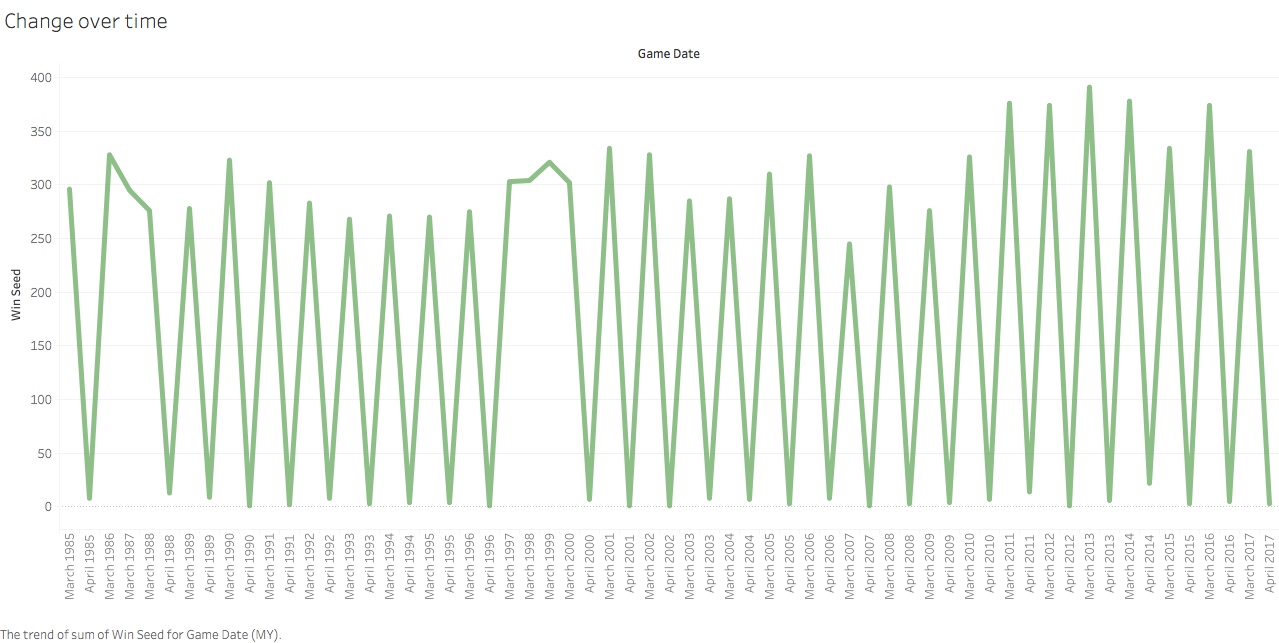 Change over time
Game Date
Win Seed
400
350
300
250
200
150
100
50
0
March 1985
April 1985
March 1986
March 1987
March 1988
April 1988
March 1989
April 1989
March 1990
April 1990
March 1991
April 1991
March 1992
April 1992
March 1993
April 1993
March 1994
April 1994
March 1995
April 1995
March 1996
April 1996
March 1997
March 1998
March 1999
March 2000
April 2000
March 2001
April 2001
March 2002
April 2002
March 2003
April 2003
March 2004
April 2004
March 2005
April 2005
March 2006
April 2006
March 2007
April 2007
March 2008
April 2008
March 2009
April 2009
March 2010
April 2010
March 2011
April 2011
March 2012
April 2012
March 2013
April 2013
March 2014
April 2014
March 2015
April 2015
March 2016
April 2016
March 2017
April 2017
The trend of sum of Win Seed for Game Date (MY).